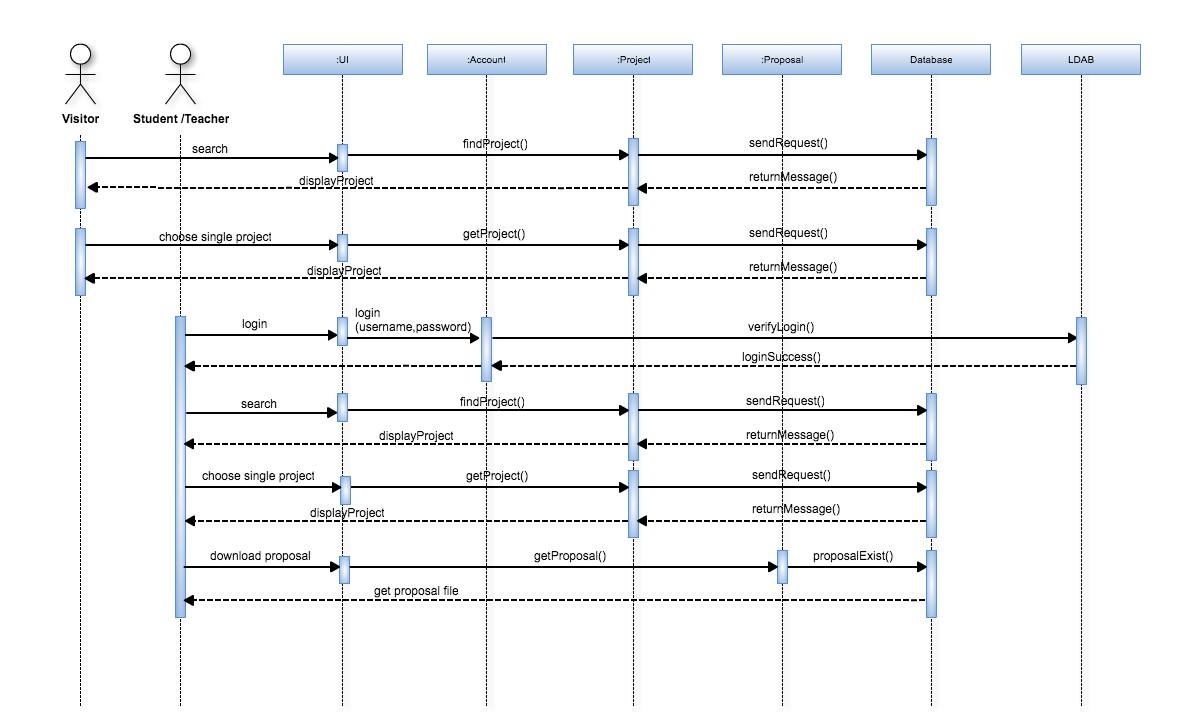 :UI
:Account
:Project
:Proposal
Database
LDAB
Visitor
Student /Teacher
search
findProject()
sendRequest()
displayProject
returnMessage()
choose single project
getProject()
sendRequest()
displayProject
returnMessage()
login
login
(username,password)
verifyLogin()
loginSuccess()
search
findProject()
sendRequest()
displayProject
returnMessage()
choose single project
getProject()
sendRequest()
displayProject
returnMessage()
download proposal
getProposal()
proposalExist()
get proposal file